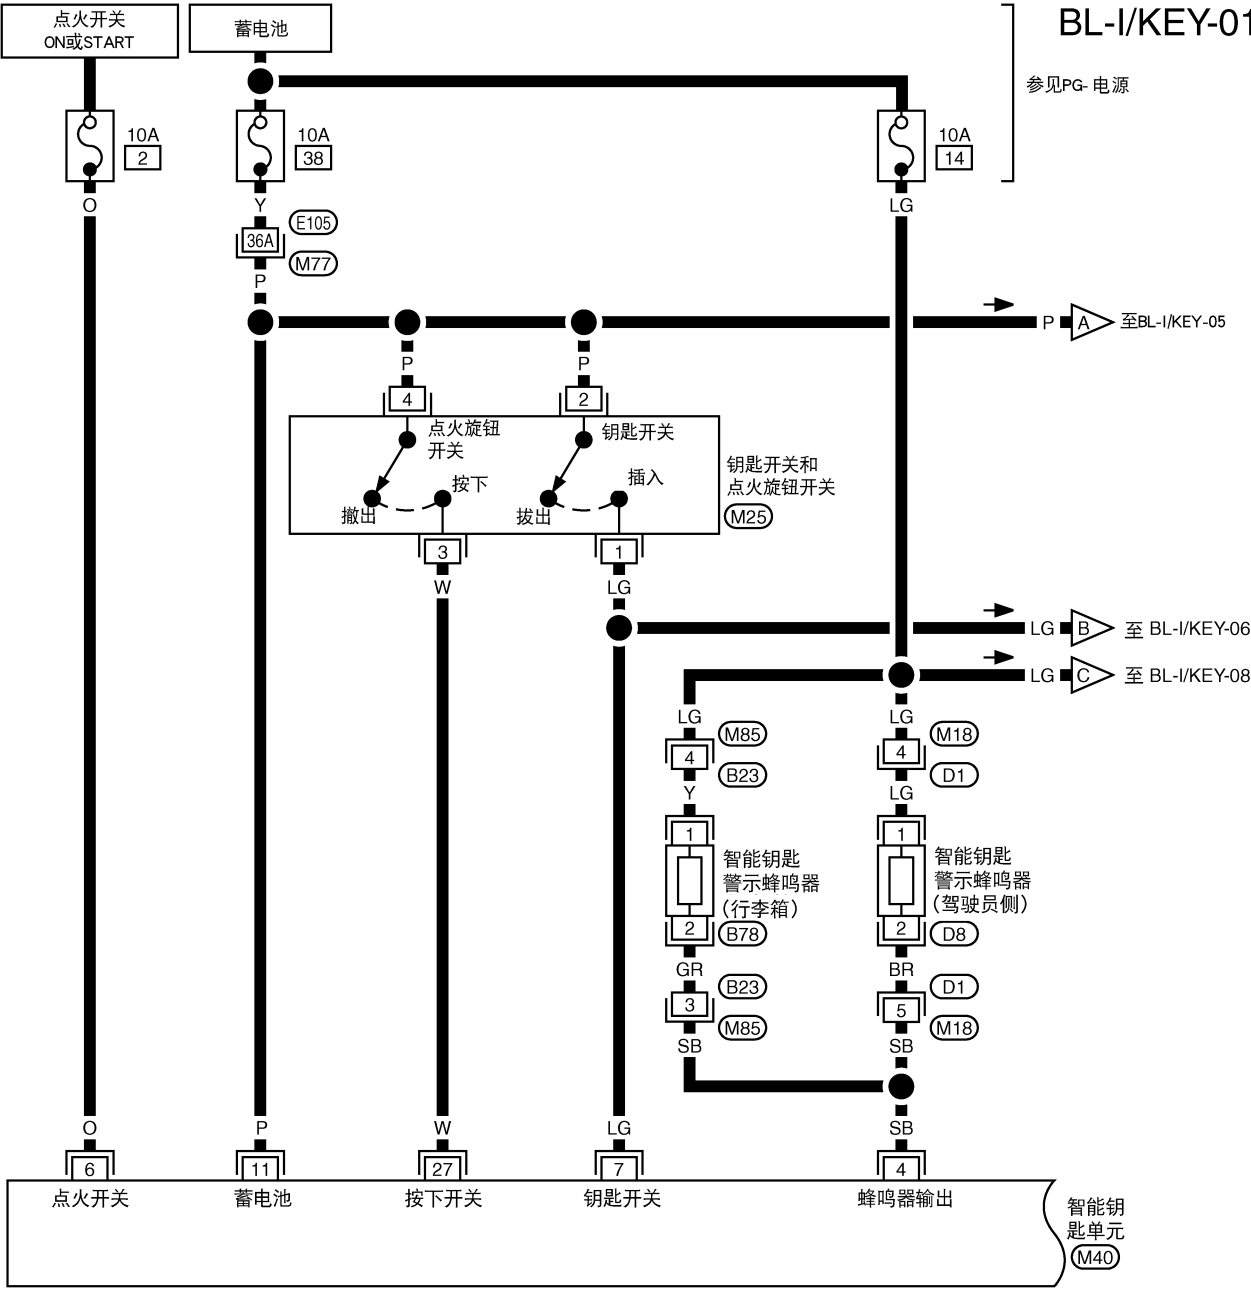 BL-I/KEY-01
点火开关
ON或START
蓄电池
参见PG- 电源
10A
2
10A
38
10A
14
O
Y
LG
E105
36A
M77
P
P
A
至BL-I/KEY-05
P
P
4
2
点火旋钮
开关
钥匙开关
按下
插入
撤出
拔出
钥匙开关和
点火旋钮开关
M25
3
1
W
LG
LG
B
至 BL-I/KEY-06
LG
C
至 BL-I/KEY-08
LG
LG
M85
M18
4
4
B23
D1
Y
LG
1
1
智能钥匙
警示蜂鸣器
(行李箱)
智能钥匙
警示蜂鸣器
(驾驶员侧)
2
B78
2
D8
GR
BR
B23
D1
3
5
M85
M18
SB
SB
O
P
W
LG
SB
6
11
27
7
4
点火开关
蓄电池
按下开关
钥匙开关
蜂鸣器输出
智能钥
匙单元
M40